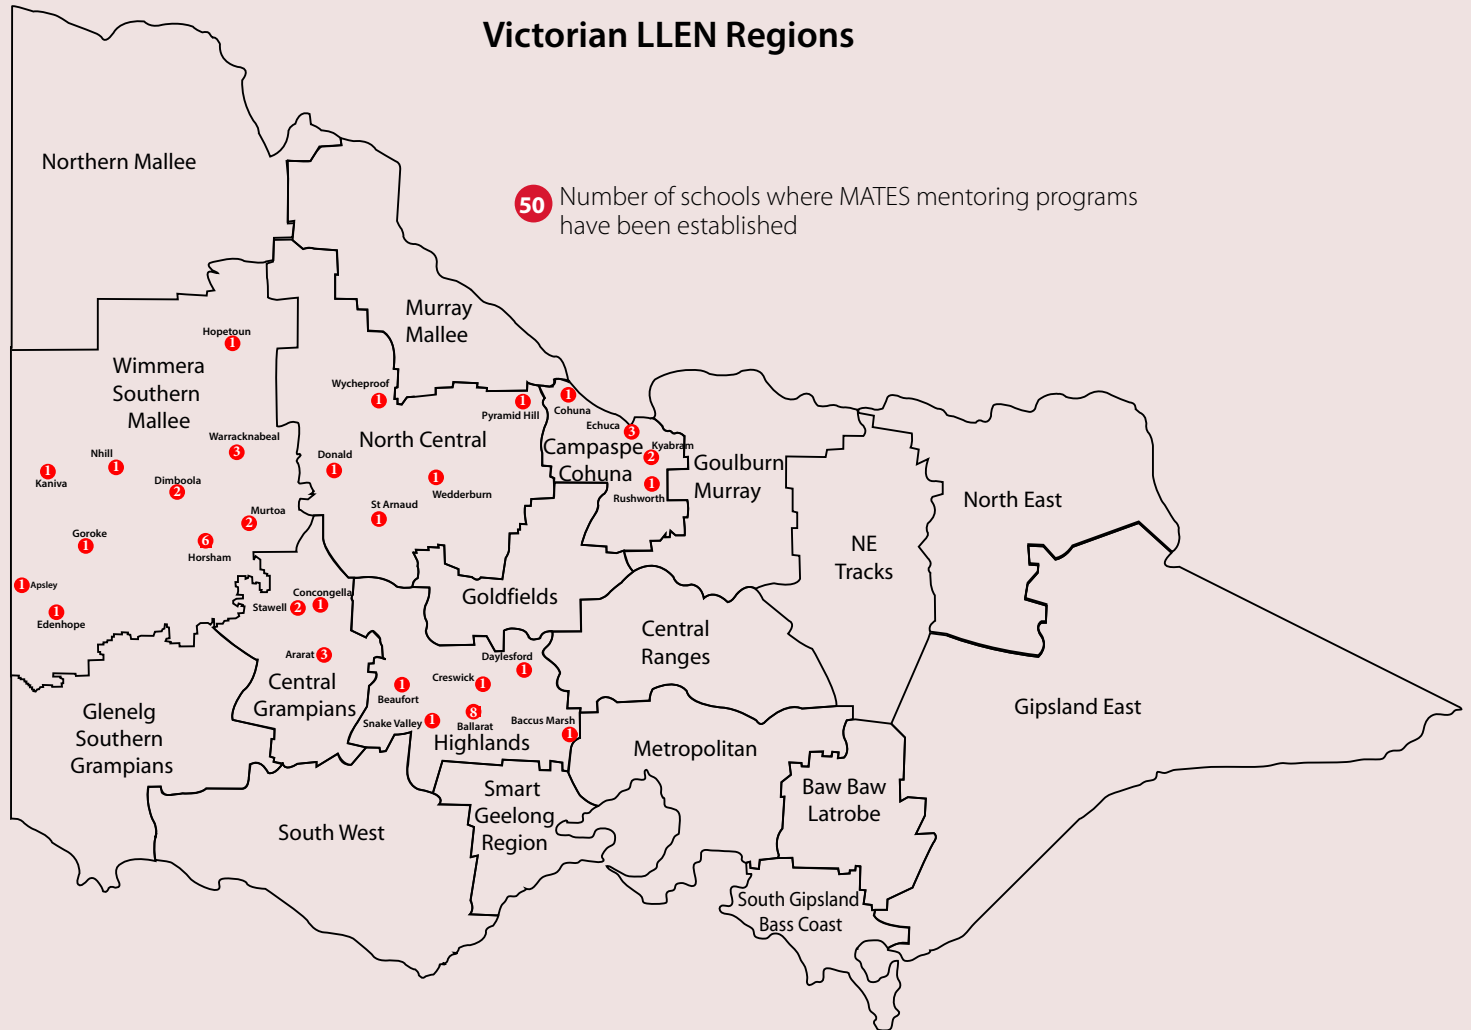 Victorian LLEN Regions
Northern Mallee
50 Number of schools where MATES mentoring programs
have been established
Murray
Mallee
Hopetoun
1
Wimmera
Southern
Mallee
Wycheproof
1
1
Pyramid Hill
1
Cohuna
Echuca
3
Warracknabeal
3
North Central
Campaspe
Cohuna
Kyabram
2
Nhill
1
1
Kaniva
Donald
1
1
Wedderburn
Goulburn
Murray
Dimboola
2
1
Rushworth
North East
Murtoa
2
St Arnaud
1
Goroke
1
6
Horsham
NE
Tracks
1 Apsley
1
Edenhope
Concongella
Stawell 2 1
Goldfields
Central
Ranges
Ararat 3
Daylesford
1
Central
Grampians
1
Beaufort
Creswick 1
Glenelg
Southern
Grampians
Snake Valley 1
8
Ballarat
Baccus Marsh
1
Highlands
Gipsland East
Metropolitan
Smart
Geelong
Region
Baw Baw
Latrobe
South West
South Gipsland
Bass Coast